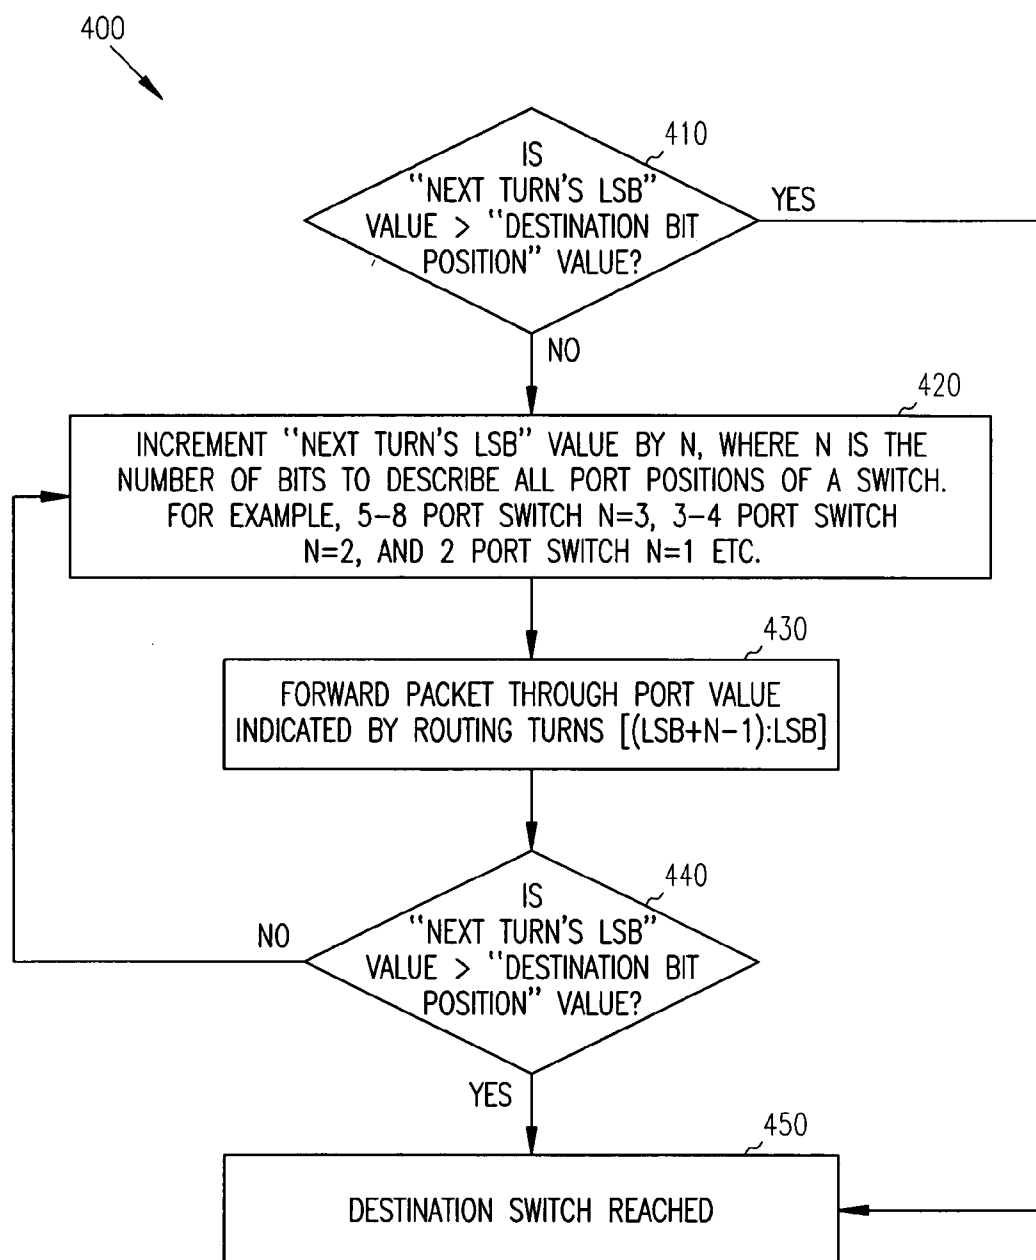 400
410
IS
"NEXT TURN'S LSB"
VALUE > "DESTINATION BIT
POSITION" VALUE?
YES
NO
420
INCREMENT "NEXT TURN'S LSB" VALUE BY N, WHERE N IS THE
NUMBER OF BITS TO DESCRIBE ALL PORT POSITIONS OF A SWITCH.
FOR EXAMPLE, 5-8 PORT SWITCH N=3, 3-4 PORT SWITCH
N=2, AND 2 PORT SWITCH N=1 ETC.
430
FORWARD PACKET THROUGH PORT VALUE
INDICATED BY ROUTING TURNS [(LSB+N-1):LSB]
440
IS
"NEXT TURN'S LSB"
VALUE > "DESTINATION BIT
POSITION" VALUE?
NO
YES
450
DESTINATION SWITCH REACHED